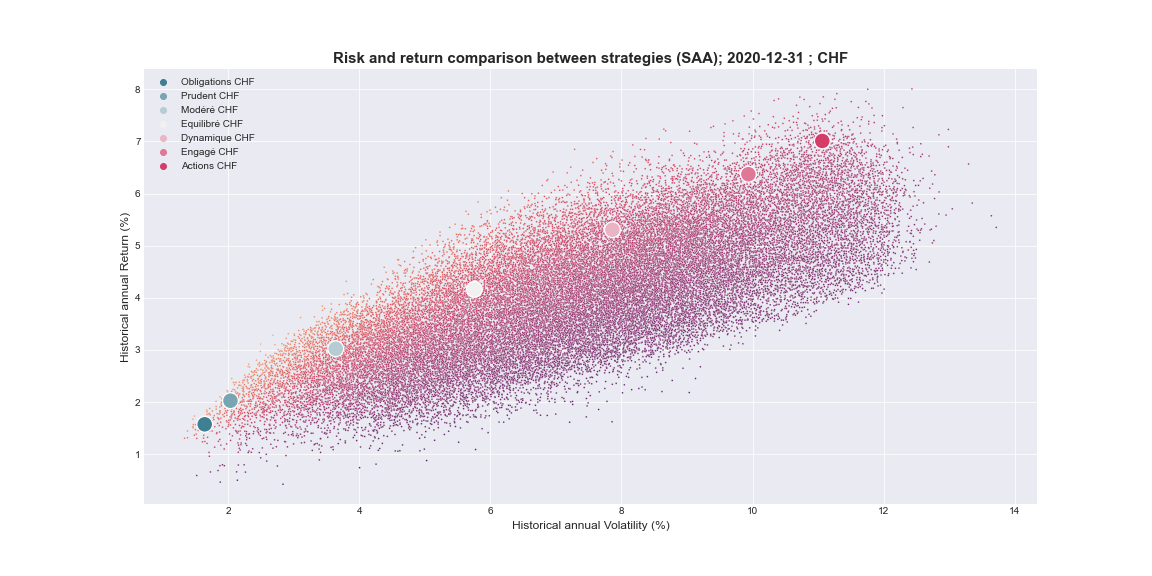 Risk and return comparison between strategies (SAA); 2020-12-31 ; CHF
Obligations CHF
Prudent CHF
Modéré CHF
Equilibré CHF
Dynamique CHF
Engagé CHF
Actions CHF
8
7
6
5
4
3
2
1
Historical annual Return (%)
2 4 6 8 10 12 14
Historical annual Volatility (%)